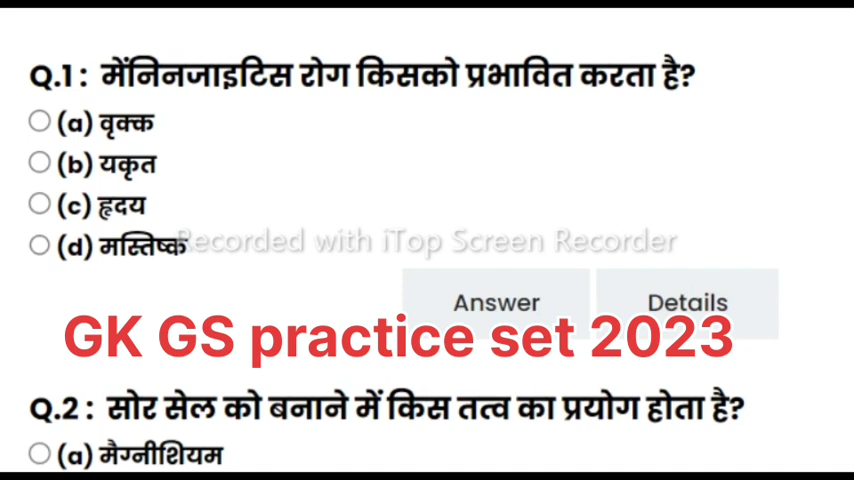 Q.1 : मेंनिनजाइटिस रोग किसको प्रभावित करता है?
(a) वृक्क
(b) यकृत
(c) हृदय
(d) मस्तिष्क
Recorded with iTop Screen Recorder
Answer Details
GK GS practice set 2023
Q.2 : सोर सेल को बनाने में किस तत्व का प्रयोग होता है?
(a) मैग्नीशियम